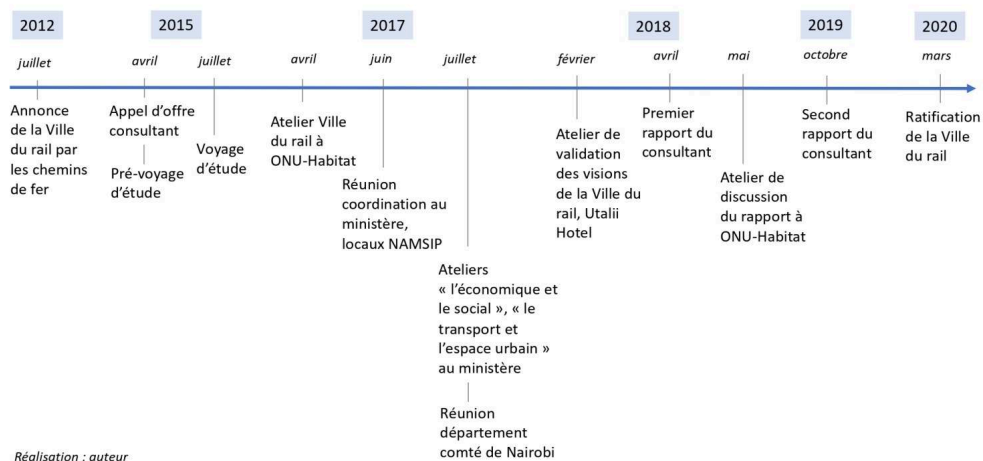 2012
2015
2017
2018
2019
2020
juillet
avril
juillet
avril
juin
juillet
février
avril
mai
octobre
mars
Annonce
de la Ville
du rail par
les chemins
de fer
Appel d’offre
consultant
Pré-voyage
d’étude
Voyage
d’étude
Atelier Ville
du rail à
ONU-Habitat
Réunion
coordination au
ministère,
locaux NAMSIP
Ateliers
« l’économique et
le social », « le
transport et
l’espace urbain »
au ministère
Réunion
département
comté de Nairobi
Atelier de
validation
des visions
de la Ville du
rail, Utalii
Hotel
Premier
rapport du
consultant
Atelier de
discussion
du rapport à
ONU-Habitat
Second
rapport du
consultant
Ratification
de la Ville
du rail
Réalisation : auteur